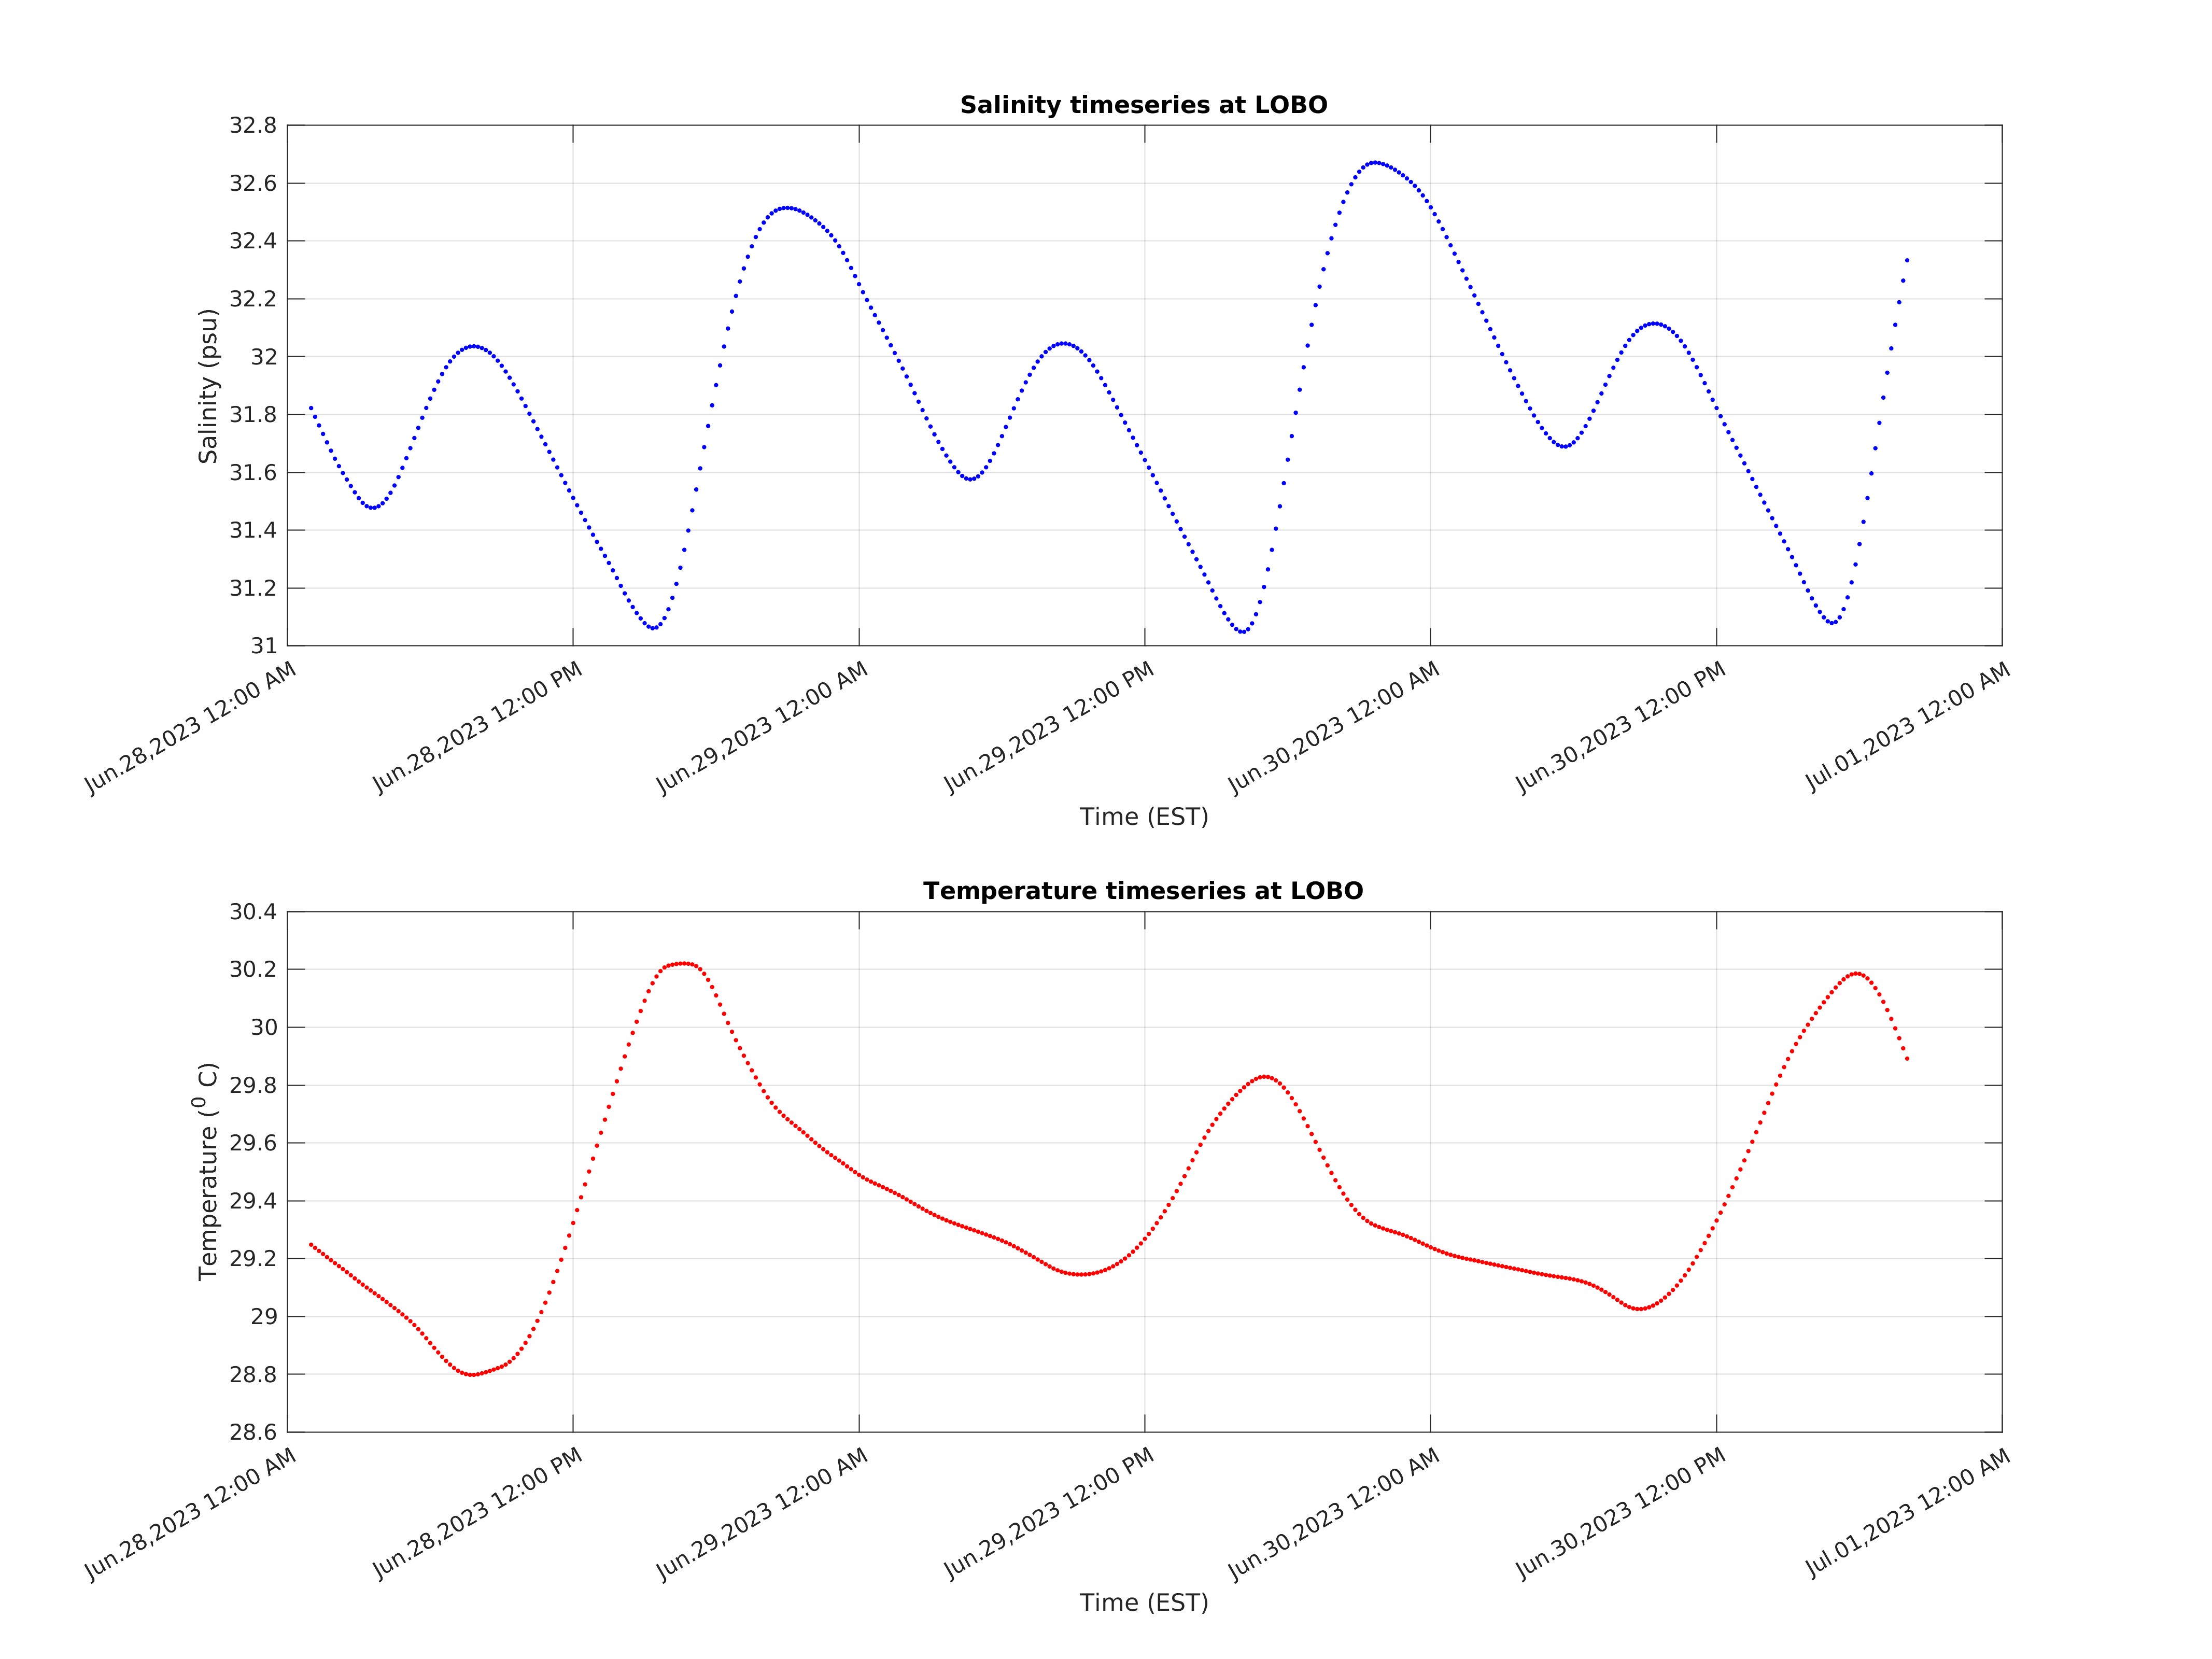 Salinity timeseries at LOBO
32.8
32.6
32.4
32.2
32
31.8
31.6
31.4
31.2
31
Salinity (psu)
Jun.28,2023 12:00 AM
Jun.28,2023 12:00 PM
Jun.29,2023 12:00 AM
Jun.29,2023 12:00 PM
Jun.30,2023 12:00 AM
Jun.30,2023 12:00 PM
Jul.01,2023 12:00 AM
Time (EST)
Temperature timeseries at LOBO
30.4
30.2
30
29.8
29.6
29.4
29.2
29
28.8
28.6
Temperature (⁰ C)
Jun.28,2023 12:00 AM
Jun.28,2023 12:00 PM
Jun.29,2023 12:00 AM
Jun.29,2023 12:00 PM
Jun.30,2023 12:00 AM
Jun.30,2023 12:00 PM
Jul.01,2023 12:00 AM
Time (EST)